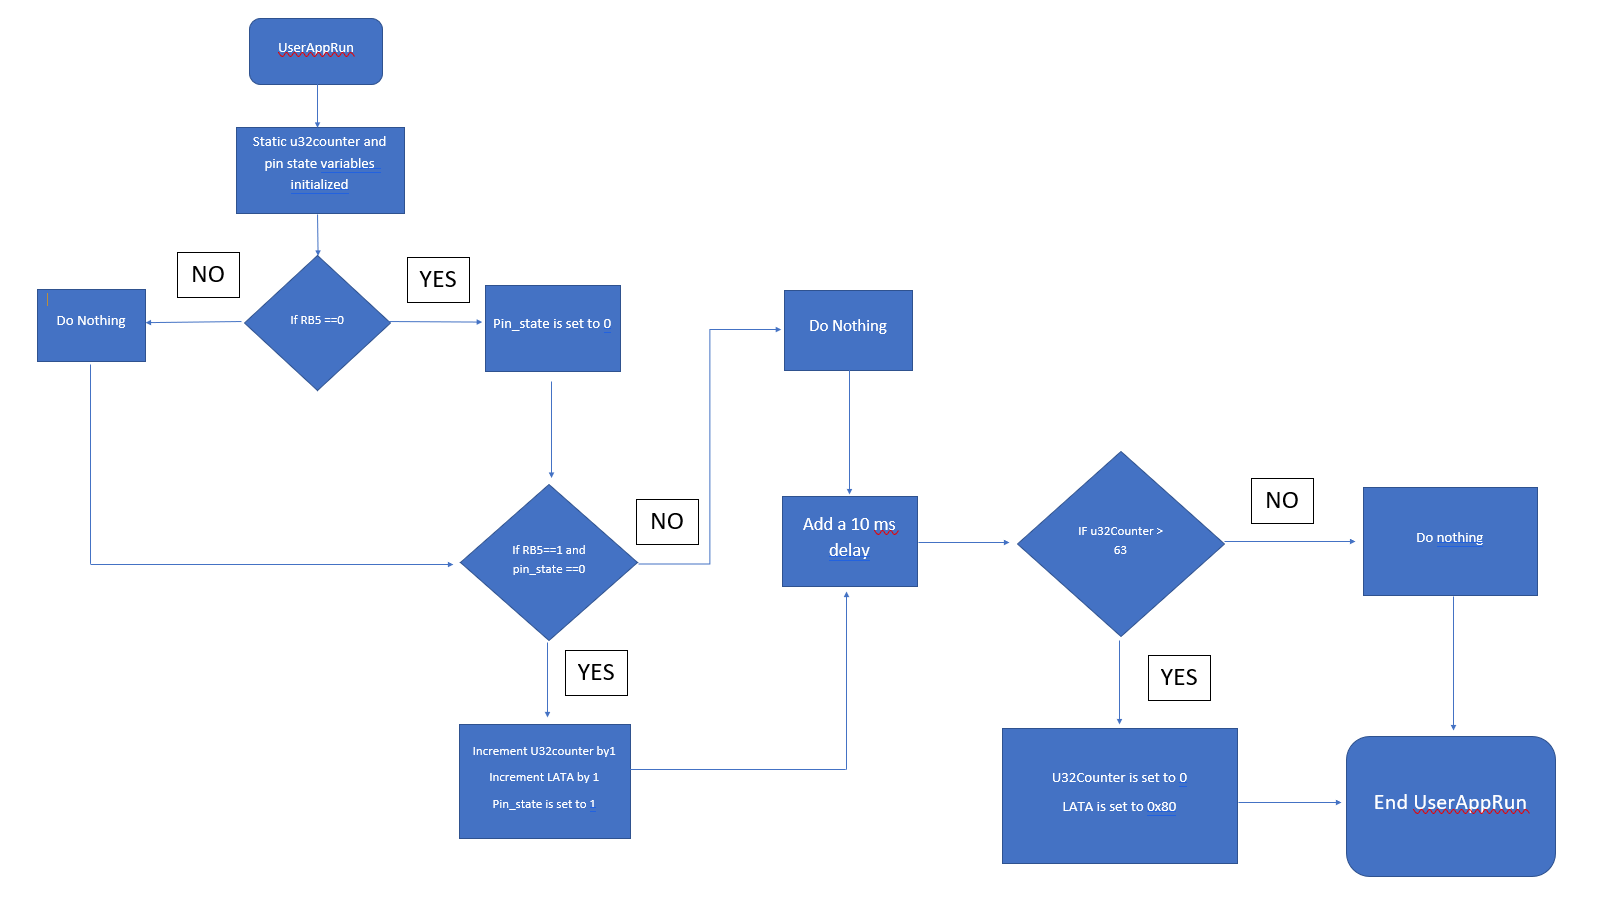 UserAppRun
Static u32counter and
pin state variables
initialized
NO
YES
Do Nothing
If RB5 ==0
Pin_state is set to 0
Do Nothing
If RB5==1 and
pin_state ==0
NO
YES
Increment U32counter by1
Increment LATA by 1
Pin_state is set to 1
Add a 10 ms
delay
IF u32Counter >
63
NO
Do nothing
YES
U32Counter is set to 0
LATA is set to 0x80
End UserAppRun